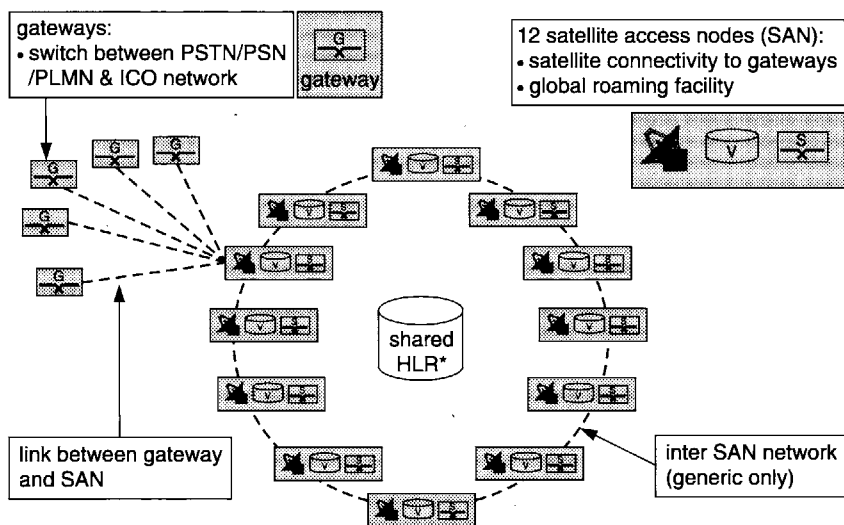 gateways:
• switch between PSTN/PSN
/PLMN & ICO network
G
gateway
12 satellite access nodes (SAN):
• satellite connectivity to gateways
• global roaming facility
V S
G
G
G
G
G
V S
V S
V S
V S
V S
V S
V S
V S
V S
V S
V S
V S
shared
HLR*
link between gateway
and SAN
inter SAN network
(generic only)